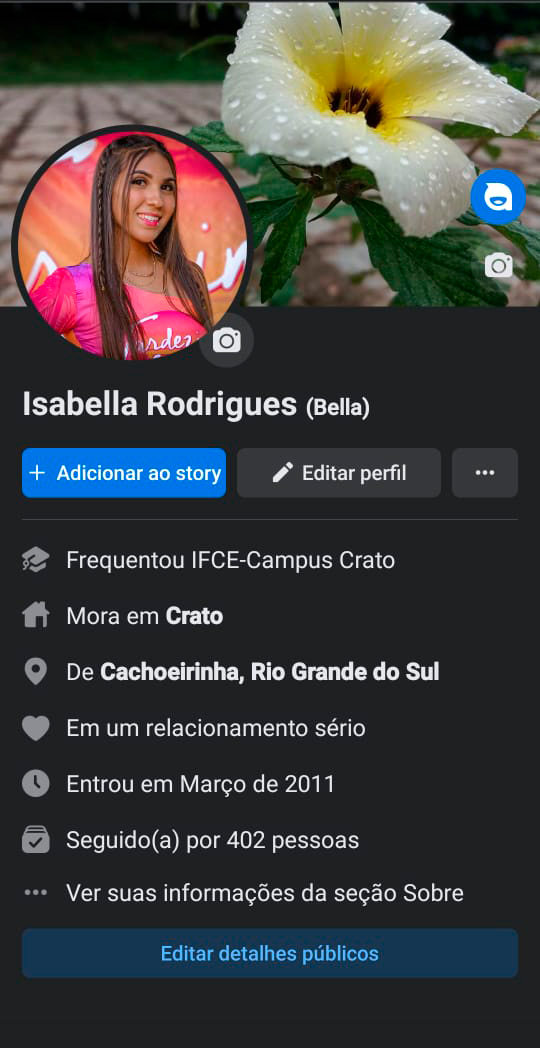 Isabella Rodrigues (Bella)
+ Adicionar ao story
Editar perfil
Frequentou IFCE-Campus Crato
Mora em Crato
De Cachoeirinha, Rio Grande do Sul
Em um relacionamento sério
Entrou em Março de 2011
Seguido(a) por 402 pessoas
Ver suas informações da seção Sobre
Editar detalhes públicos